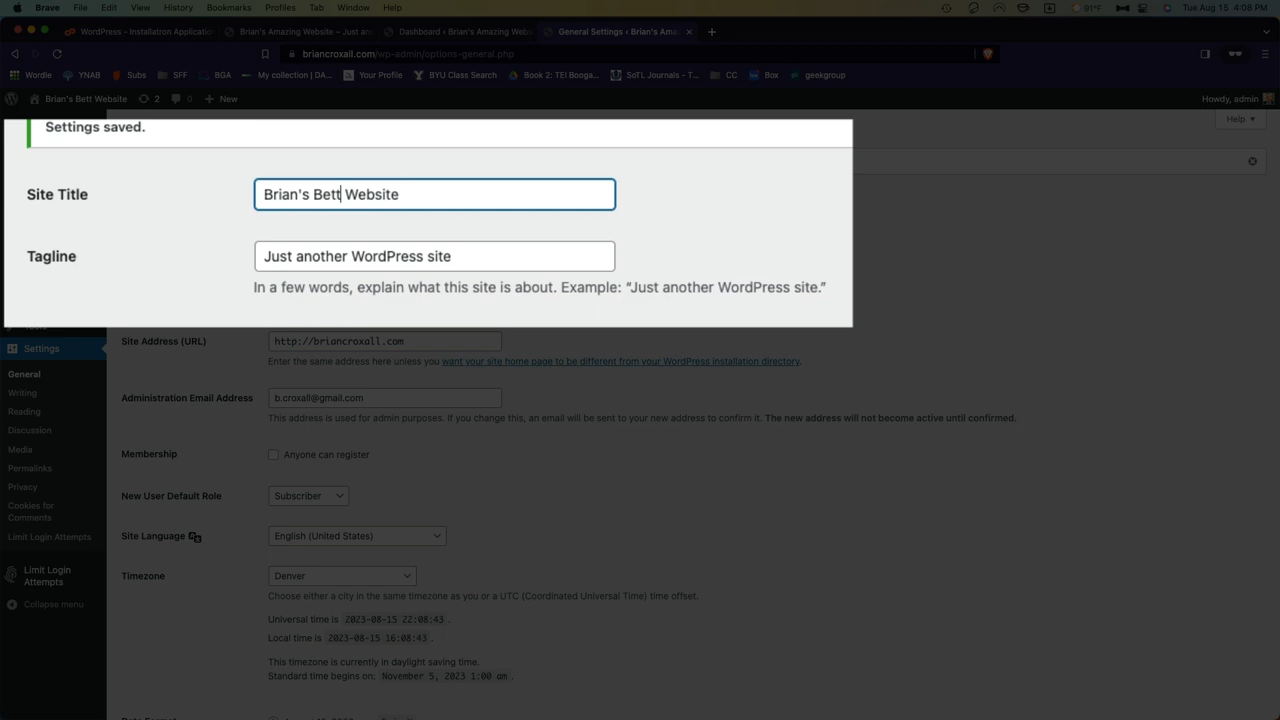 Brave File Edit View History Bookmarks Profiles Tab Window Help 91°F Tue Aug 15 4:08 PM
WordPress - Installatron Applicatio Brian's Amazing Website – Just an Dashboard ‹ Brian's Amazing Web General Settings ‹ Brian's Ama
briancroxall.com/wp-admin/options-general.php
Wordle YNAB Subs SFF BGA My collection | DA... Your Profile BYU Class Search Book 2: TEI Booga... SoTL Journals - T... CC Box geekgroup
Brian's Bett Website 2 0 New Howdy, admin
Help
Settings saved.
Site Title Brian's Bett Website
Tagline Just another WordPress site
In a few words, explain what this site is about. Example: “Just another WordPress site.”
Site Address (URL) http://briancroxall.com
Enter the same address here unless you want your site home page to be different from your WordPress installation directory.
Settings
General
Writing
Reading
Discussion
Media
Permalinks
Privacy
Cookies for
Comments
Limit Login Attempts
Limit Login
Attempts
Collapse menu
Administration Email Address b.croxall@gmail.com
This address is used for admin purposes. If you change this, an email will be sent to your new address to confirm it. The new address will not become active until confirmed.
Membership Anyone can register
New User Default Role Subscriber
Site Language English (United States)
Timezone Denver
Choose either a city in the same timezone as you or a UTC (Coordinated Universal Time) time offset.
Universal time is 2023-08-15 22:08:43 .
Local time is 2023-08-15 16:08:43 .
This timezone is currently in daylight saving time.
Standard time begins on: November 5, 2023 1:00 am .